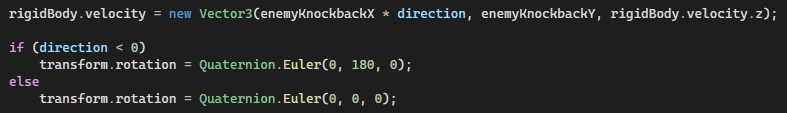 rigidBody.velocity = new Vector3(enemyKnockbackX * direction, enemyKnockbackY, rigidBody.velocity.z);
if (direction < 0)
transform.rotation = Quaternion.Euler(0, 180, 0);
else
transform.rotation = Quaternion.Euler(0, 0, 0);